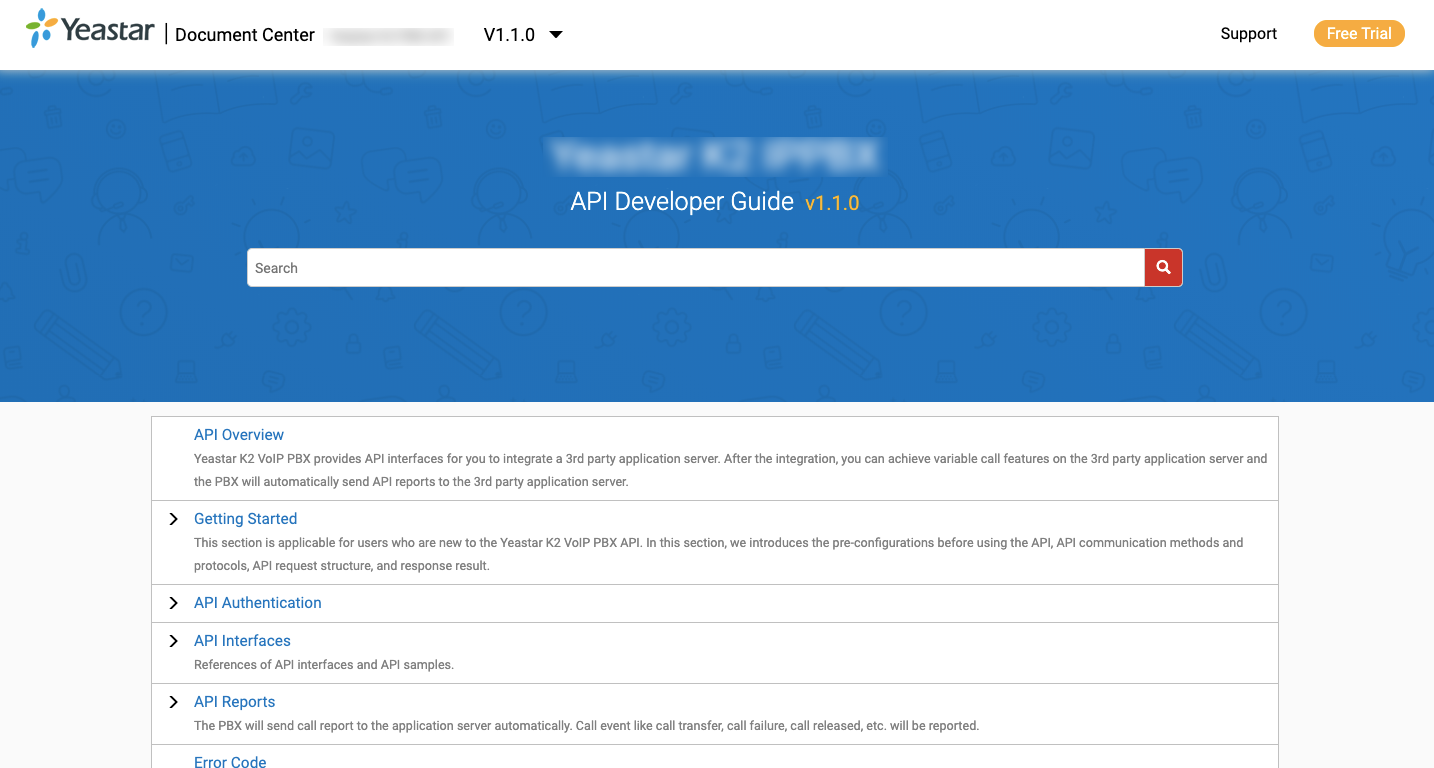 Yeastar | Document Center V1.1.0 Support Free Trial
API Developer Guide v1.1.0
Search
API Overview
Yeastar K2 VoIP PBX provides API interfaces for you to integrate a 3rd party application server. After the integration, you can achieve variable call features on the 3rd party application server and
the PBX will automatically send API reports to the 3rd party application server.
Getting Started
This section is applicable for users who are new to the Yeastar K2 VoIP PBX API. In this section, we introduces the pre-configurations before using the API, API communication methods and
protocols, API request structure, and response result.
API Authentication
API Interfaces
References of API interfaces and API samples.
API Reports
The PBX will send call report to the application server automatically. Call event like call transfer, call failure, call released, etc. will be reported.
Error Code